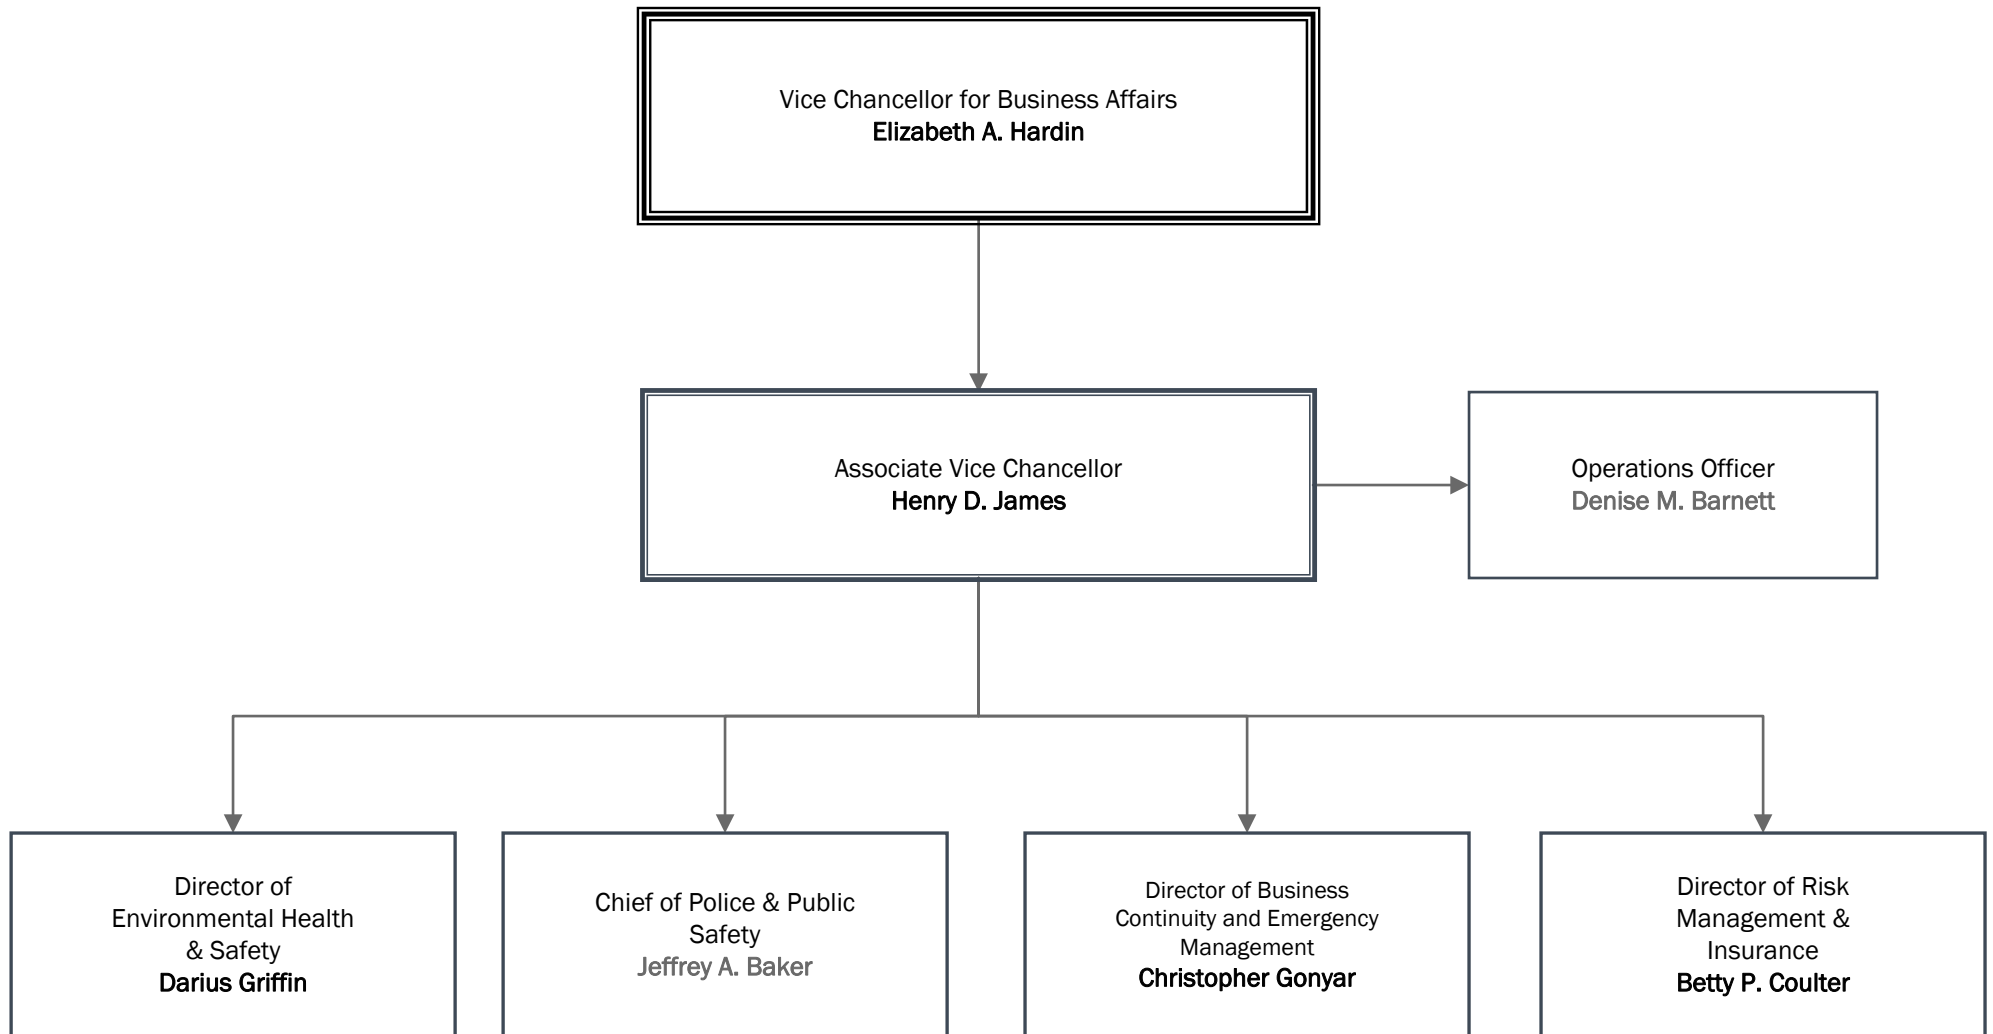 Vice Chancellor for Business Affairs
Elizabeth A. Hardin
Associate Vice Chancellor
Henry D. James
Operations Officer
Denise M. Barnett
Director of
Environmental Health
& Safety
Darius Griffin
Chief of Police & Public
Safety
Jeffrey A. Baker
Director of Business
Continuity and Emergency
Management
Christopher Gonyar
Director of Risk
Management &
Insurance
Betty P. Coulter